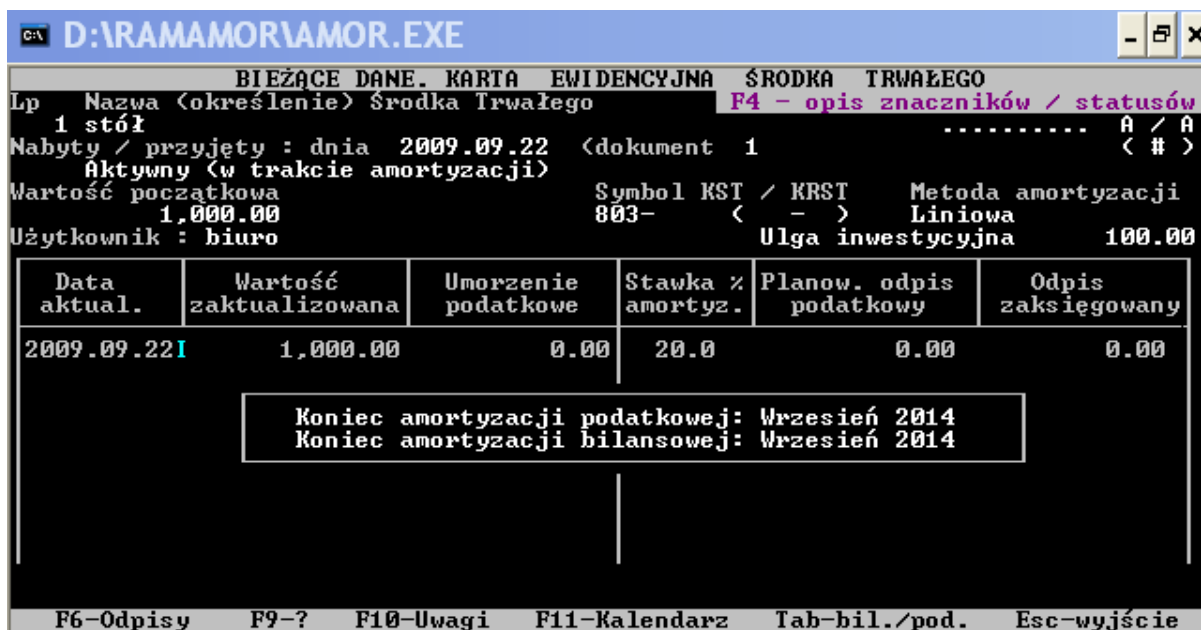 D:\RAMAMOR\AMOR.EXE
BIEŻĄCE DANE. KARTA EWIDENCYJNA ŚRODKA TRWAŁEGO
Lp Nazwa (określenie) Środka Trwałego F4 - opis znaczników / statusów
1 stół .......... A / A
Nabyty / przyjęty : dnia 2009.09.22 (dokument 1 ( # )
Aktywny (w trakcie amortyzacji)
Wartość początkowa Symbol KST / KRST Metoda amortyzacji
1,000.00 803- ( - ) Liniowa
Użytkownik : biuro Ulga inwestycyjna 100.00
Data Wartość Umorzenie Stawka % Planow. odpis Odpis
aktual. zaktualizowana podatkowe amortyz. podatkowy zaksięgowany
2009.09.22I 1,000.00 0.00 20.0 0.00 0.00
Koniec amortyzacji podatkowej: Wrzesień 2014
Koniec amortyzacji bilansowej: Wrzesień 2014
F6-Odpisy F9-? F10-Uwagi F11-Kalendarz Tab-bil./pod. Esc-wyjście